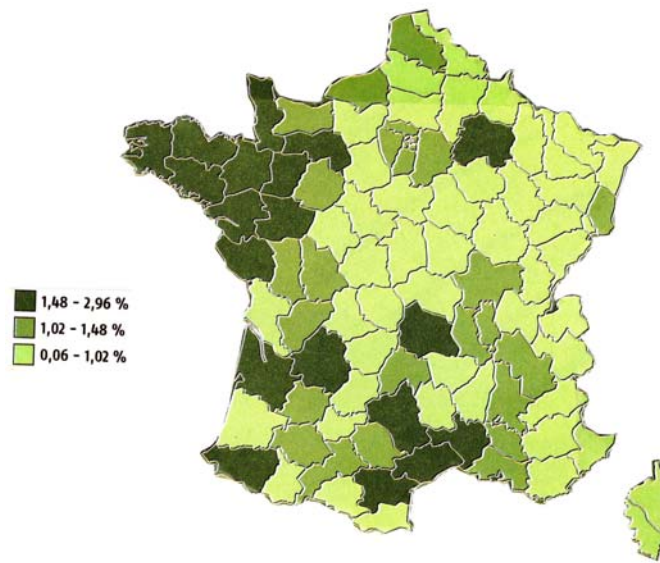 1,48 - 2,96 %
1,02 - 1,48 %
0,06 - 1,02 %